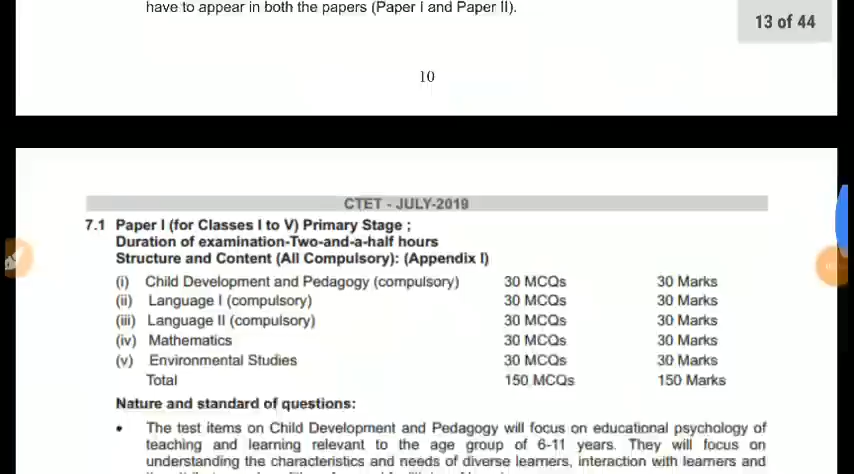 have to appear in both the papers (Paper I and Paper II).
13 of 44
10
CTET - JULY-2019
7.1 Paper I (for Classes I to V) Primary Stage ;
Duration of examination-Two-and-a-half hours
Structure and Content (All Compulsory): (Appendix I)
(i) Child Development and Pedagogy (compulsory) 30 MCQs 30 Marks
(ii) Language I (compulsory) 30 MCQs 30 Marks
(iii) Language II (compulsory) 30 MCQs 30 Marks
(iv) Mathematics 30 MCQs 30 Marks
(v) Environmental Studies 30 MCQs 30 Marks
Total 150 MCQs 150 Marks
Nature and standard of questions:
• The test items on Child Development and Pedagogy will focus on educational psychology of
teaching and learning relevant to the age group of 6-11 years. They will focus on
understanding the characteristics and needs of diverse learners, interaction with learners and